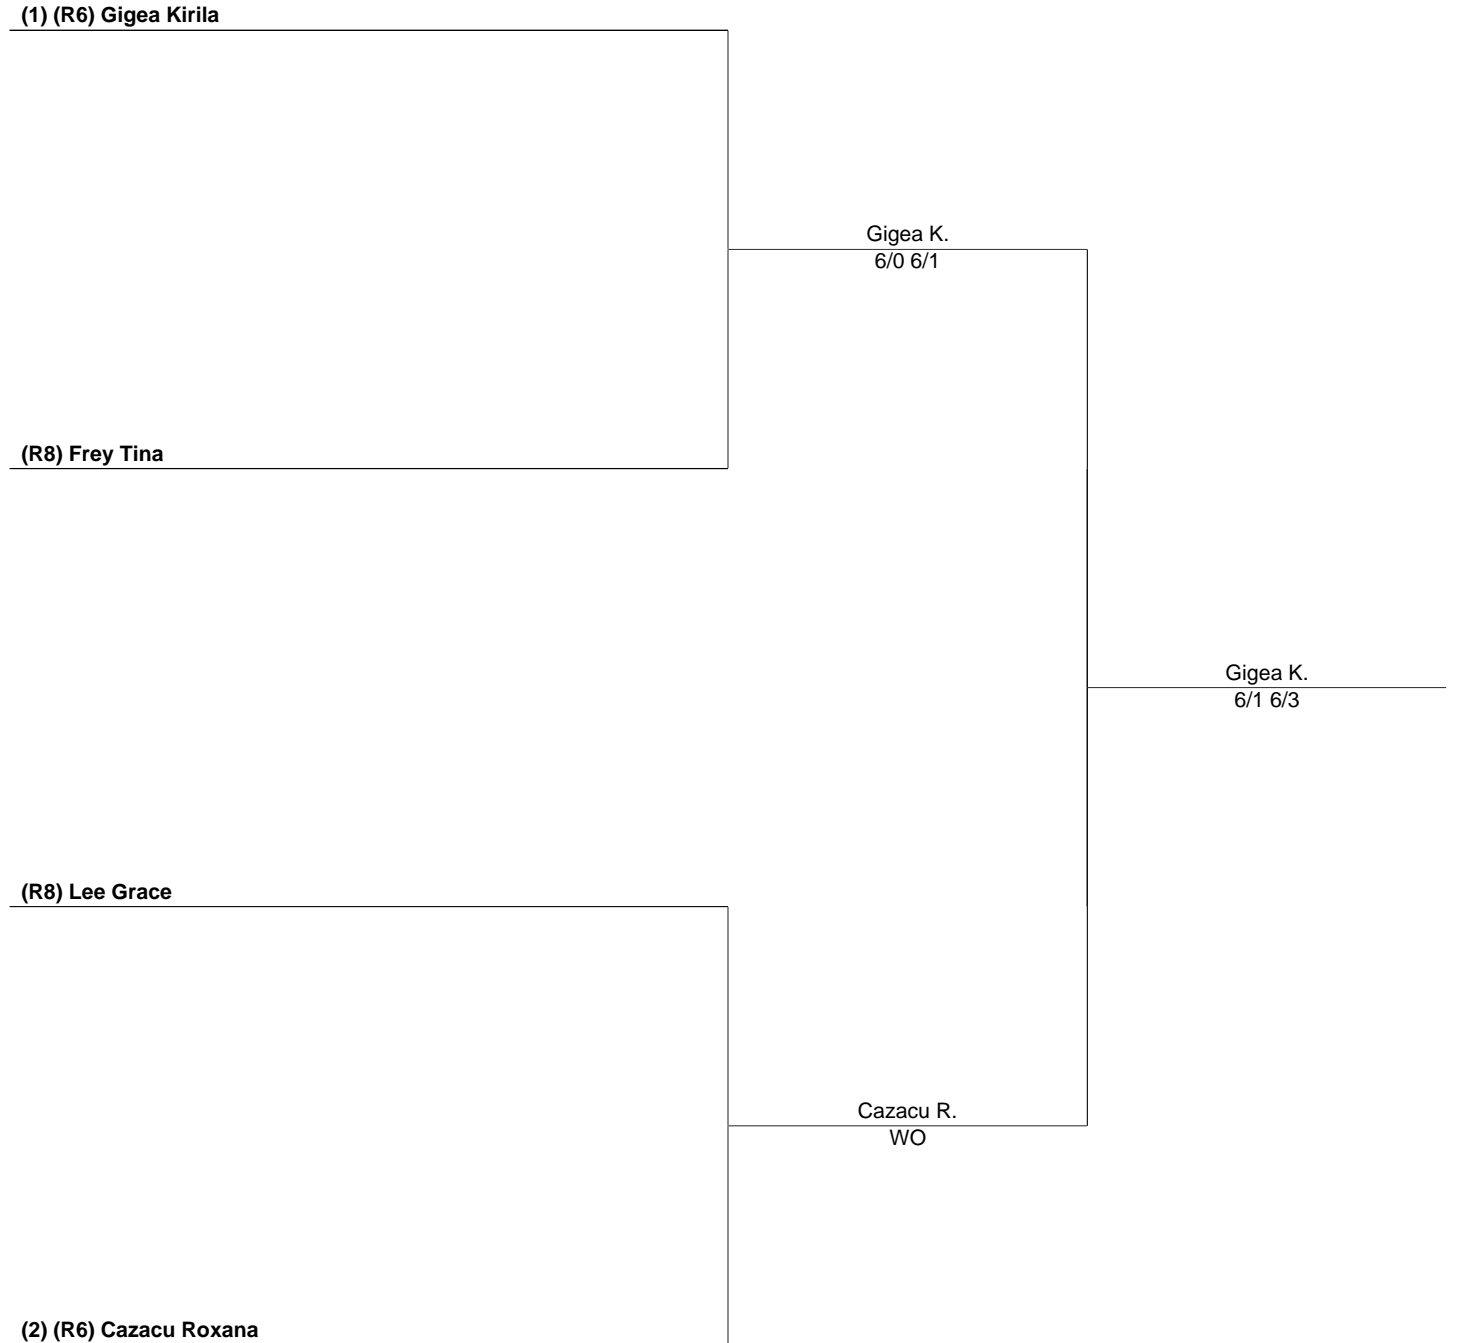 (1) (R6) Gigea Kirila
Gigea K.
6/0 6/1
(R8) Frey Tina
Gigea K.
6/1 6/3
(R8) Lee Grace
Cazacu R.
WO
(2) (R6) Cazacu Roxana